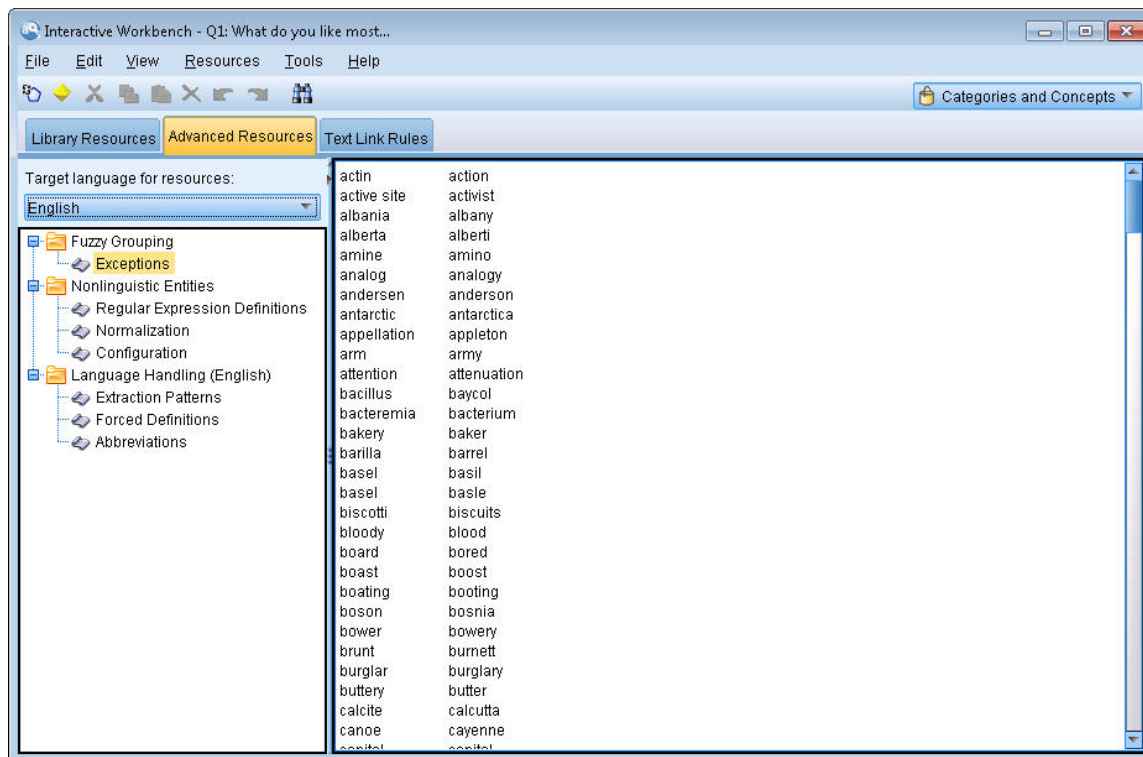 Interactive Workbench - Q1: What do you like most...
File Edit View Resources Tools Help
Categories and Concepts
Library Resources Advanced Resources Text Link Rules
Target language for resources:
English
Fuzzy Grouping
Exceptions
Nonlinguistic Entities
Regular Expression Definitions
Normalization
Configuration
Language Handling (English)
Extraction Patterns
Forced Definitions
Abbreviations
actin action
active site activist
albania albany
alberta alberti
amine amino
analog analogy
andersen anderson
antarctic antarctica
appellation appleton
arm army
attention attenuation
bacillus baycol
bacteremia bacterium
bakery baker
barilla barrel
basel basil
basel basle
biscotti biscuits
bloody blood
board bored
boast boost
boating booting
boson bosnia
bower bowery
brunt burnett
burglar burglary
buttery butter
calcite calcutta
canoe cayenne